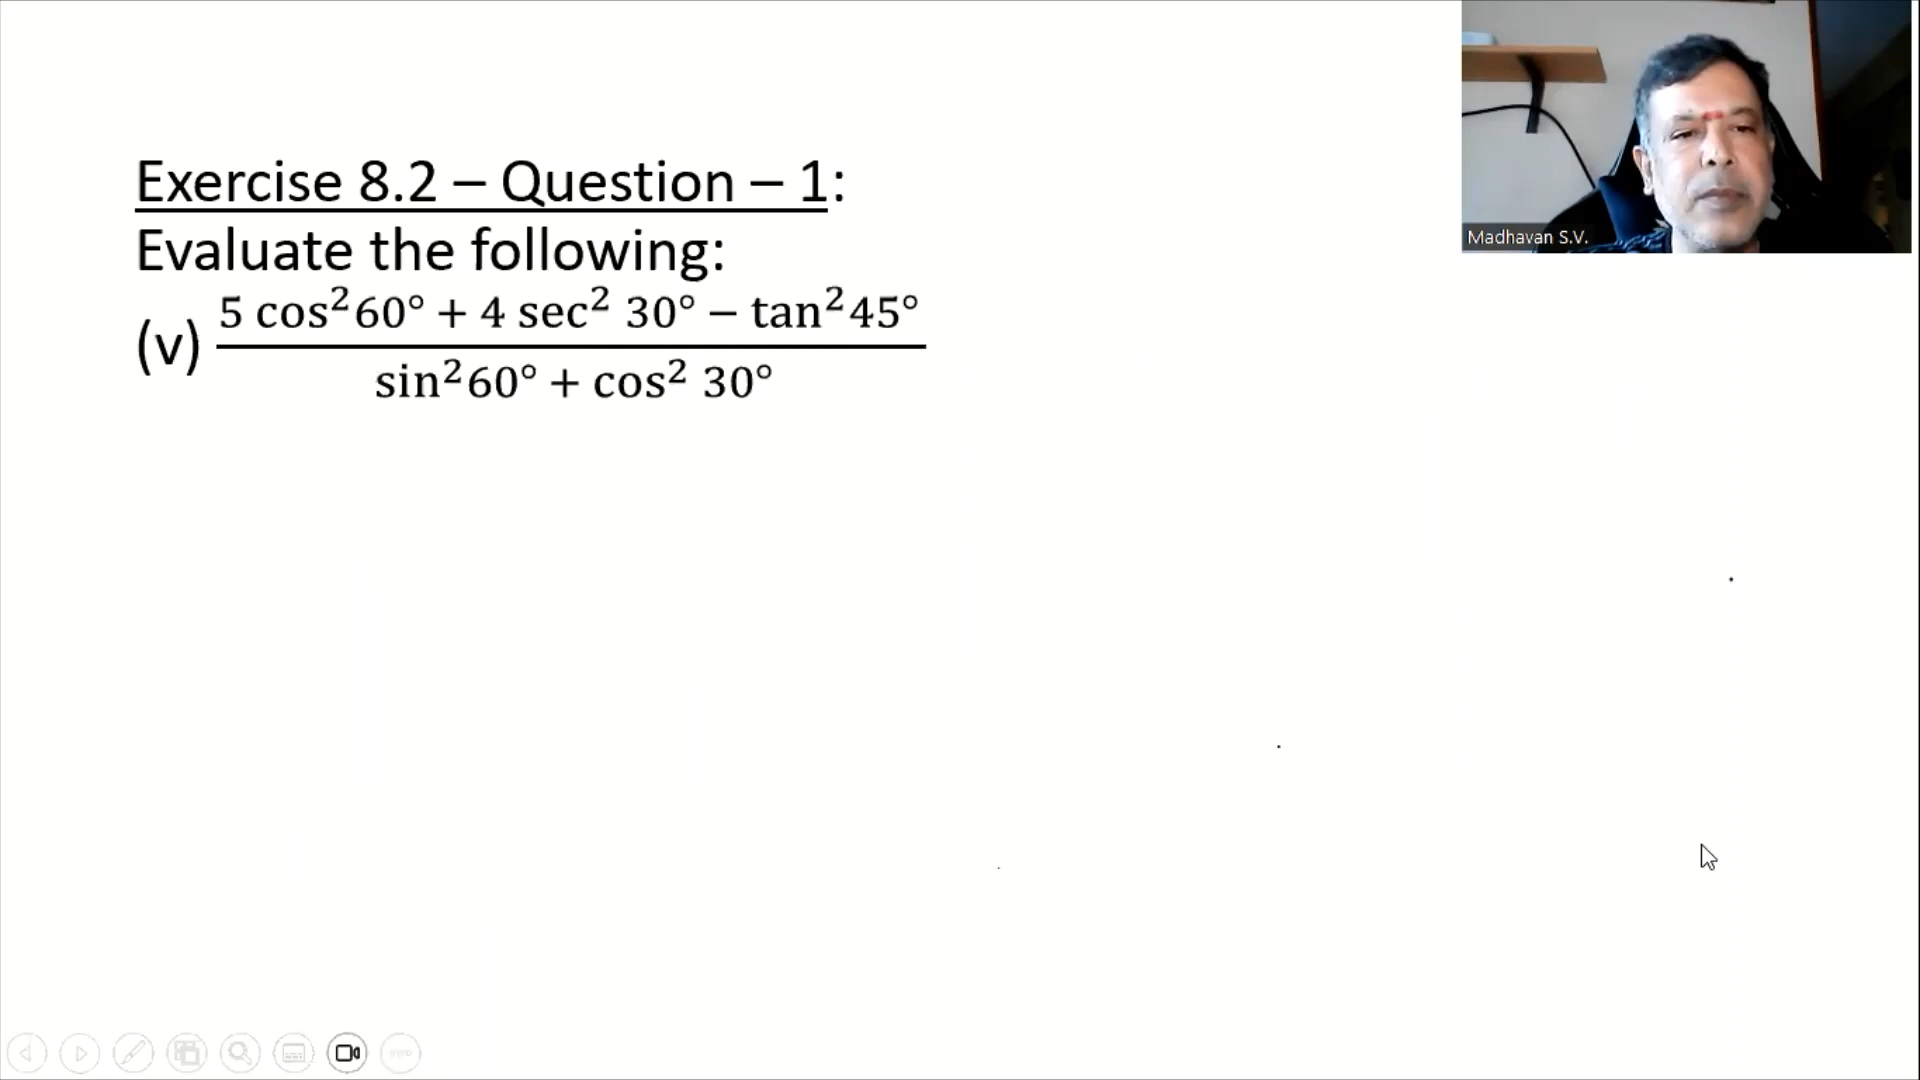 Exercise 8.2 – Question – 1:
Evaluate the following:
(v) (5 cos²60° + 4 sec² 30° − tan²45°) / (sin²60° + cos² 30°)
Madhavan S.V.